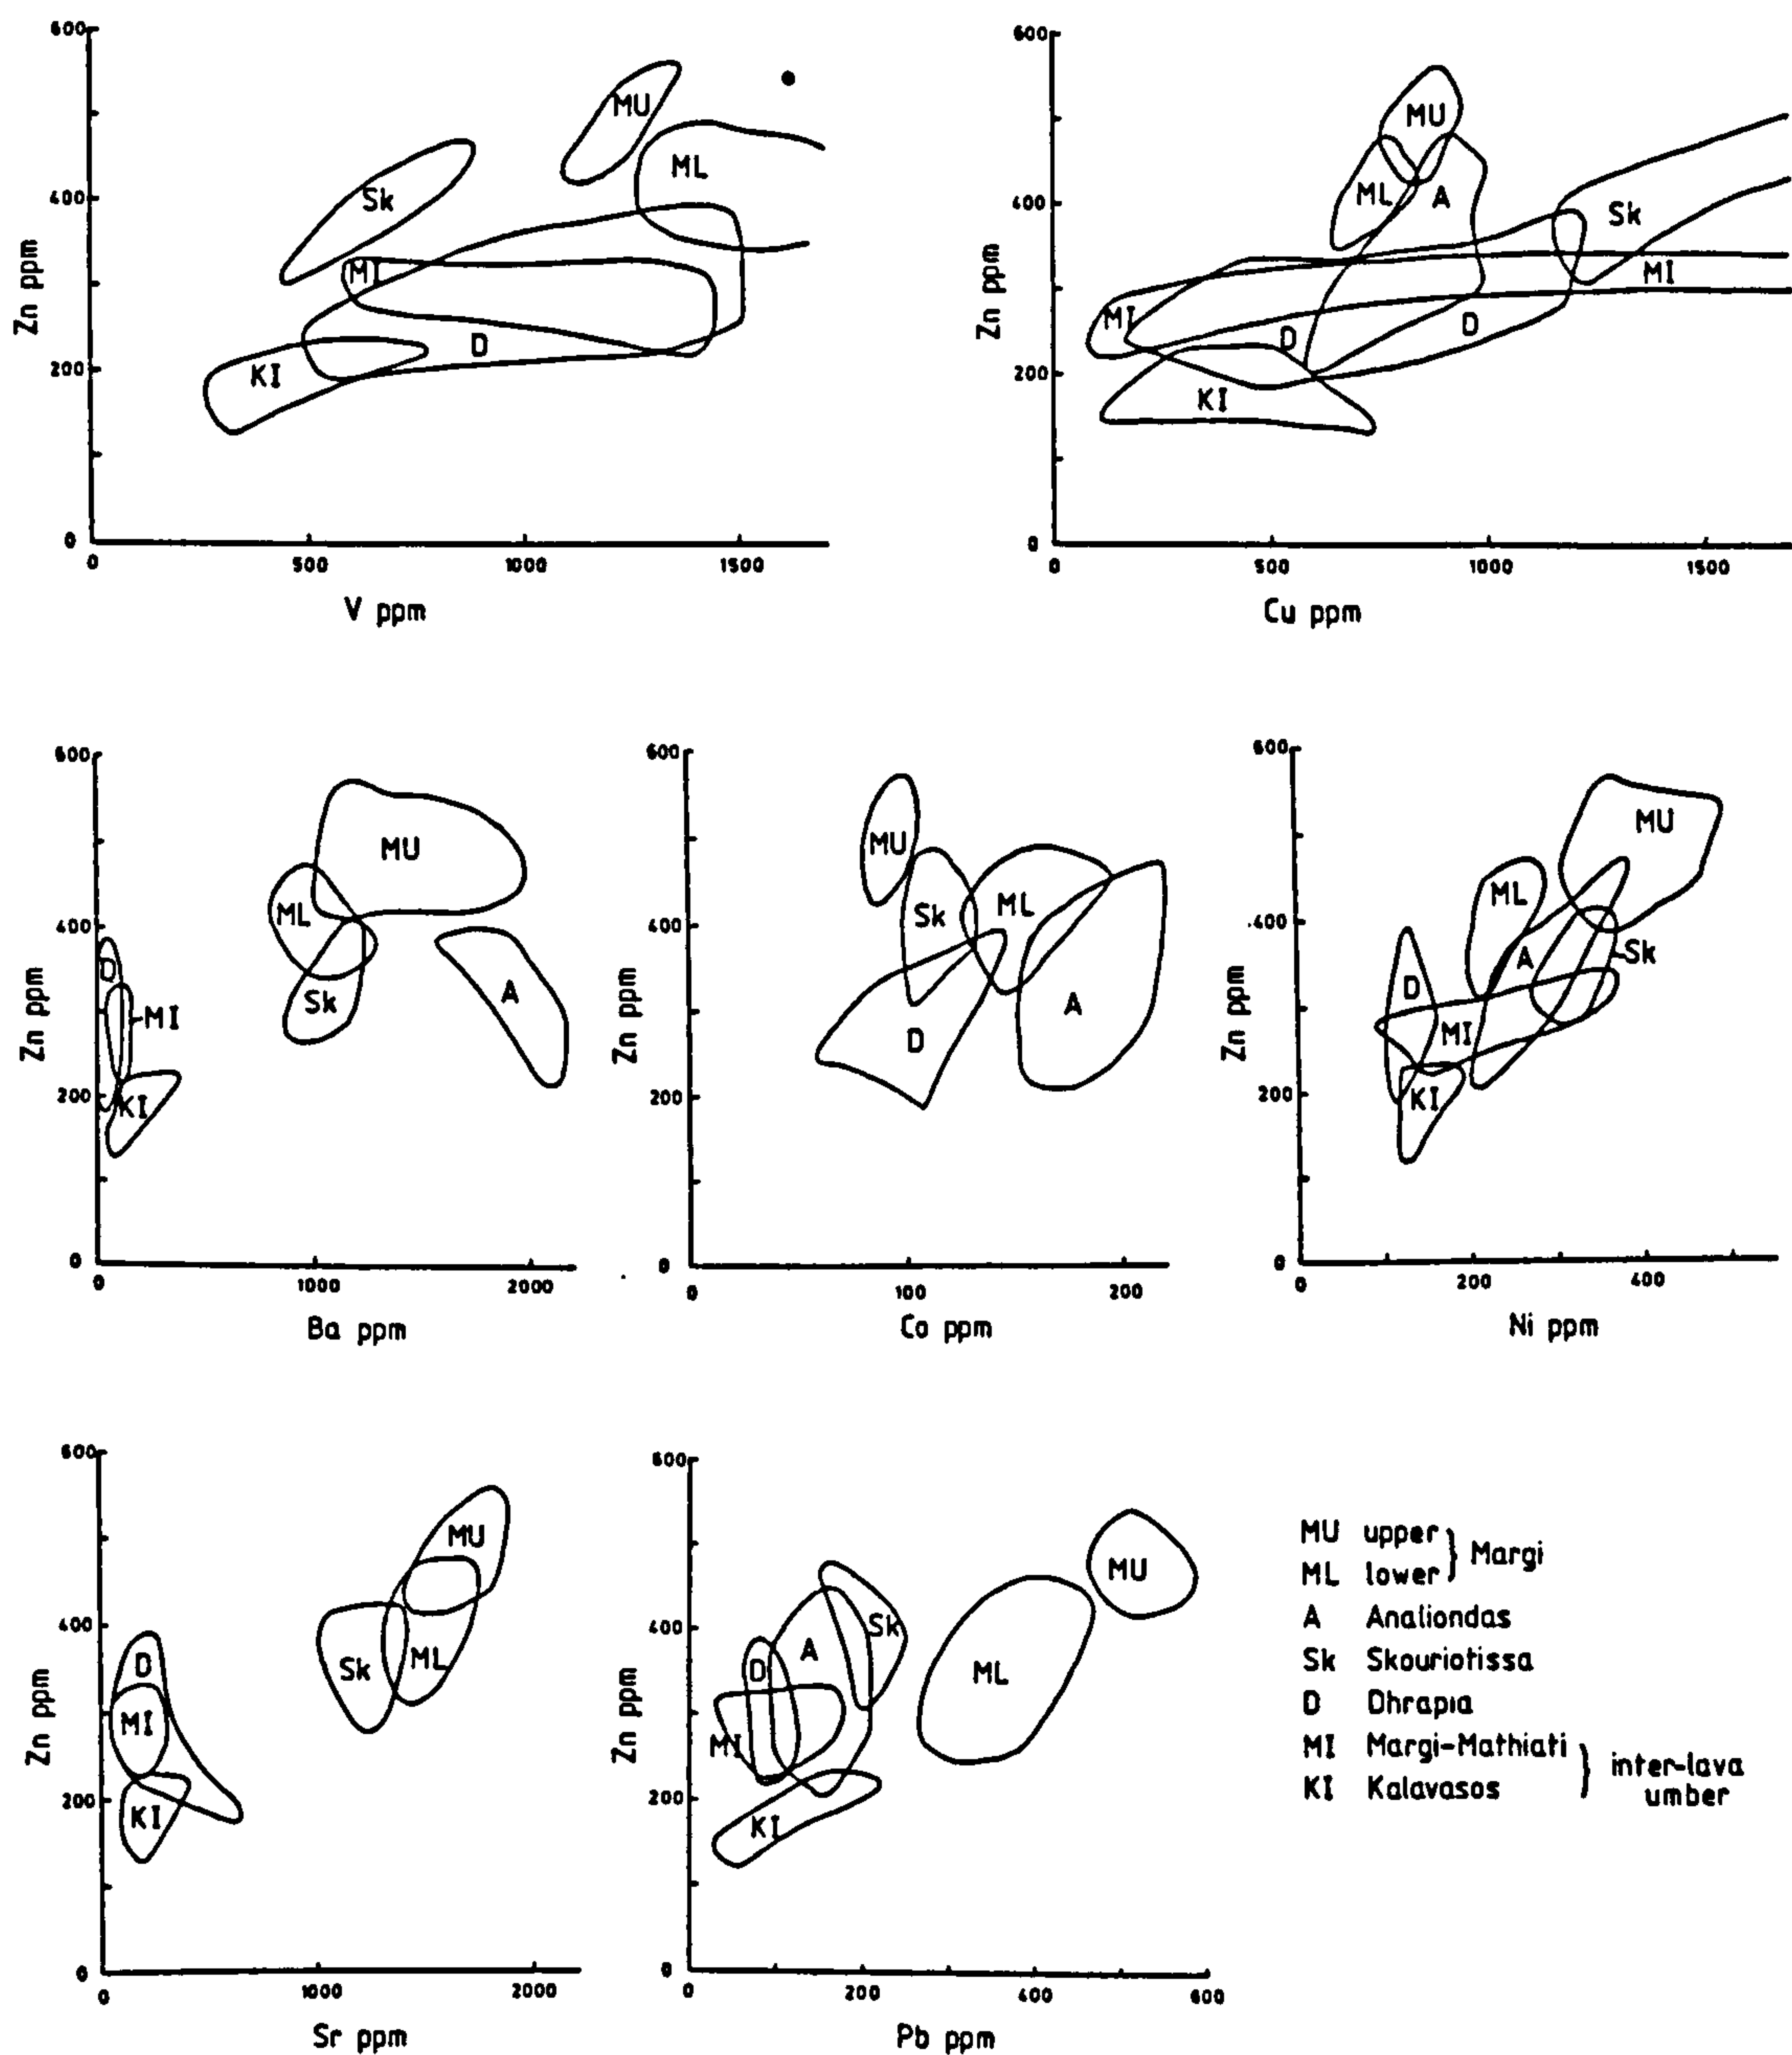 600
400
200
0
Zn ppm
MU
ML
Sk
MI
D
KI
0 500 1000 1500
V ppm
600
400
200
0
Zn ppm
MU
ML
A
Sk
MI
MI
D
D
KI
0 500 1000 1500
Cu ppm
600
400
200
0
Zn ppm
MU
ML
D
Sk
A
MI
KI
0 1000 2000
Ba ppm
600
400
200
0
Zn ppm
MU
Sk
ML
A
D
0 100 200
Co ppm
600
400
200
0
Zn ppm
MU
ML
Sk
A
D
MI
KI
0 200 400
Ni ppm
600
400
200
0
Zn ppm
MU
D
Sk
ML
MI
KI
0 1000 2000
Sr ppm
600
400
200
0
Zn ppm
MU
Sk
A
D
ML
MI
KI
0 200 400 600
Pb ppm
MU upper } Margi
ML lower
A Analiondas
Sk Skouriotissa
D Dhrapia
MI Margi-Mathiati } inter-lava
KI Kalavasos umber